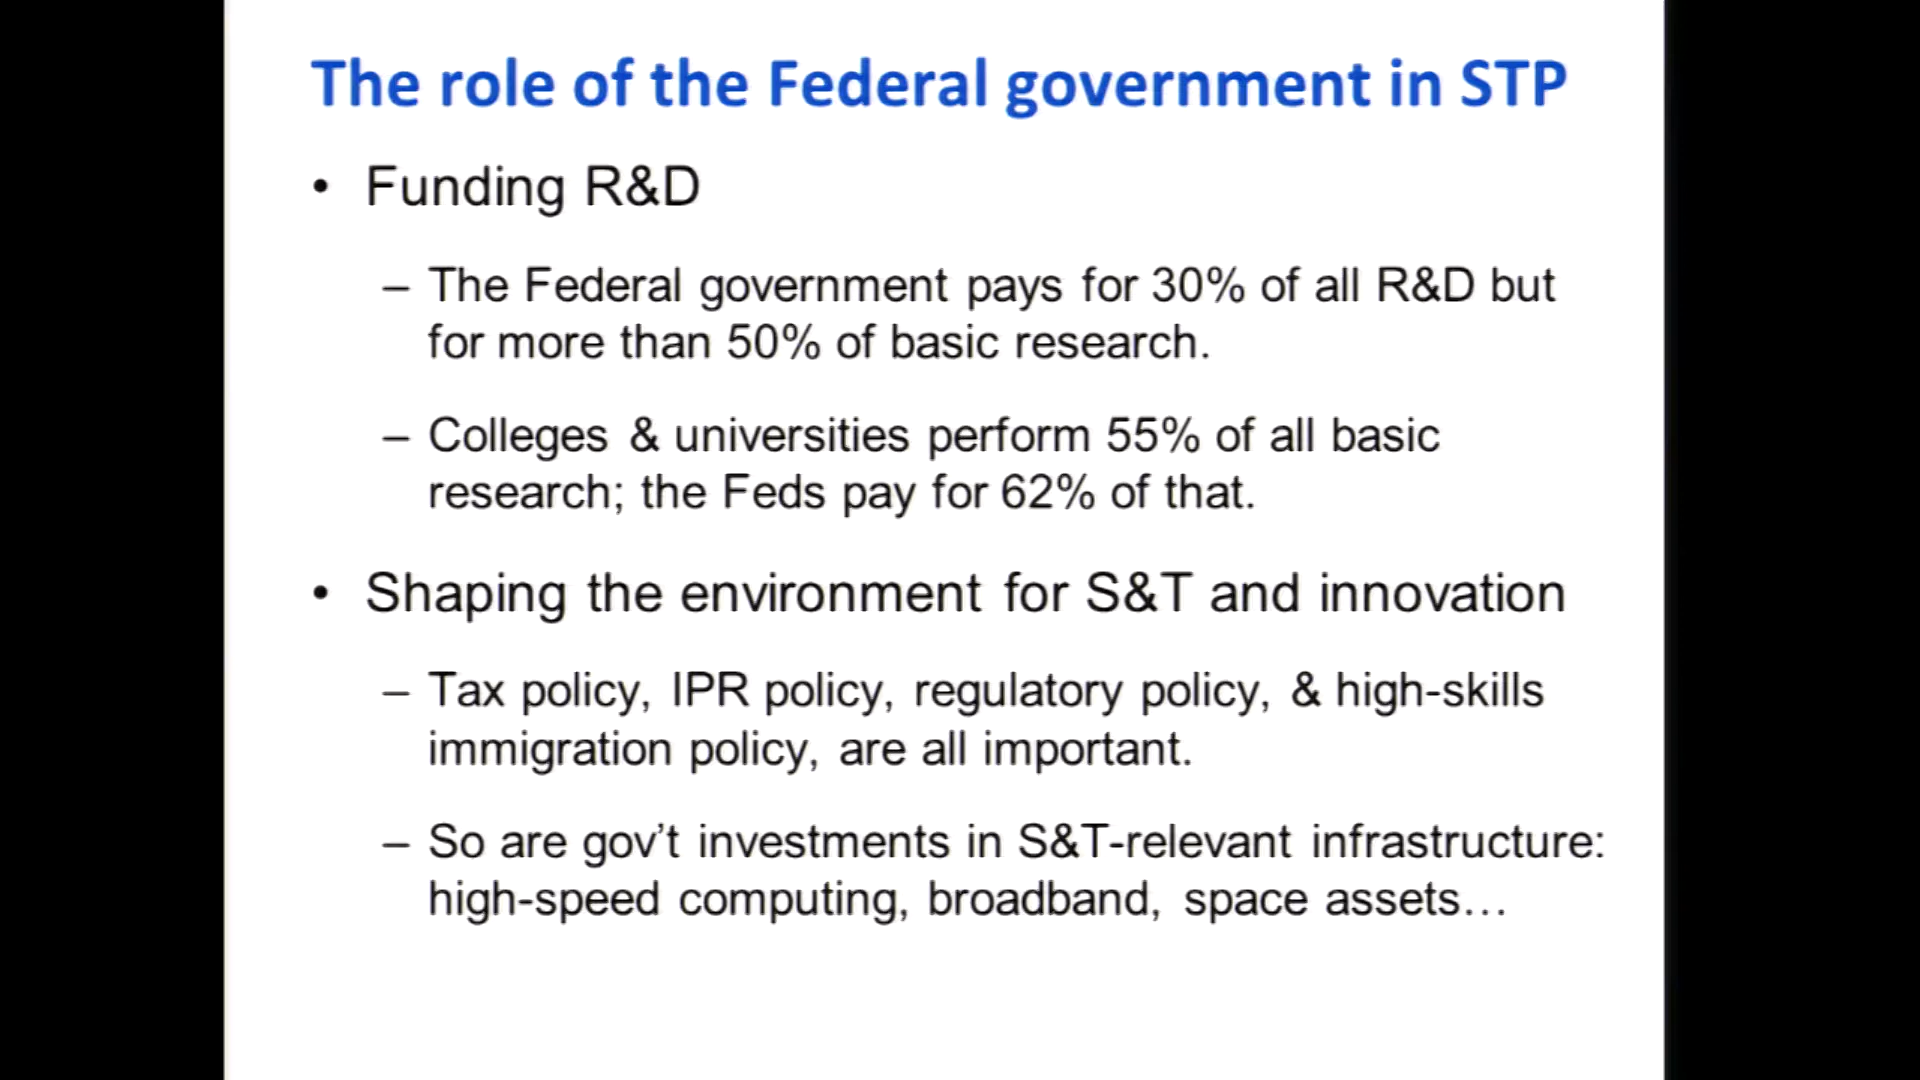 The role of the Federal government in STP
• Funding R&D
– The Federal government pays for 30% of all R&D but
for more than 50% of basic research.
– Colleges & universities perform 55% of all basic
research; the Feds pay for 62% of that.
• Shaping the environment for S&T and innovation
– Tax policy, IPR policy, regulatory policy, & high-skills
immigration policy, are all important.
– So are gov’t investments in S&T-relevant infrastructure:
high-speed computing, broadband, space assets…